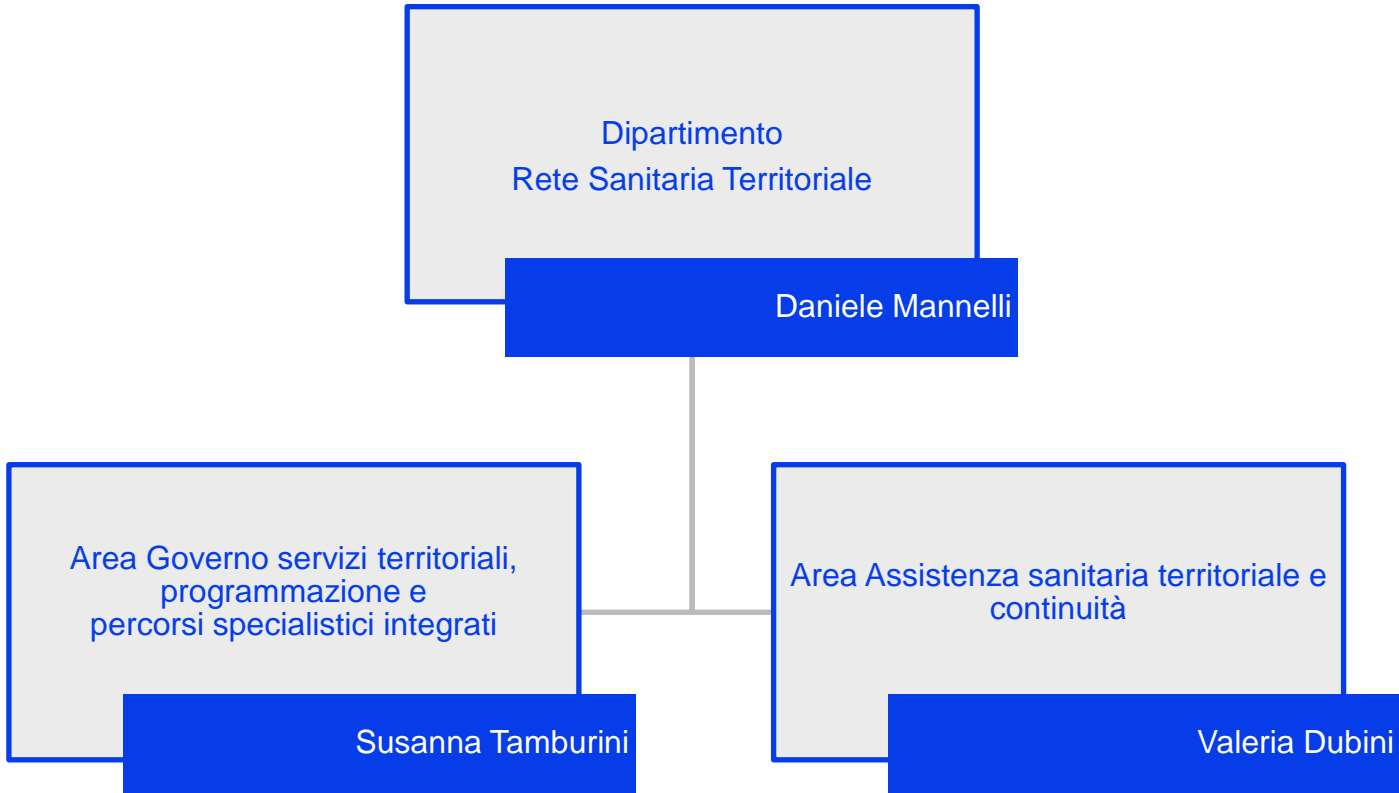 Dipartimento
Rete Sanitaria Territoriale
Daniele Mannelli
Area Governo servizi territoriali,
programmazione e
percorsi specialistici integrati
Susanna Tamburini
Area Assistenza sanitaria territoriale e
continuità
Valeria Dubini